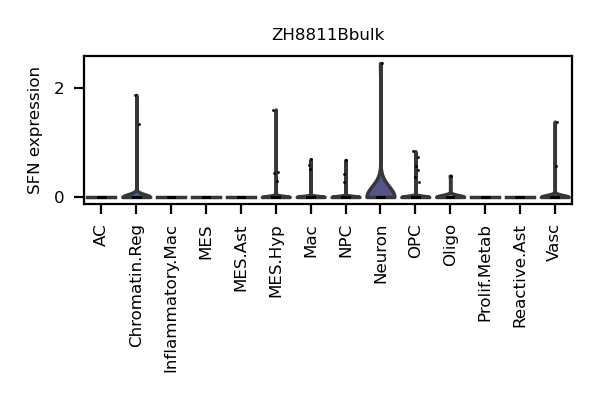 ZH8811Bbulk
SFN expression
2
0
AC
Chromatin.Reg
Inflammatory.Mac
MES
MES.Ast
MES.Hyp
Mac
NPC
Neuron
OPC
Oligo
Prolif.Metab
Reactive.Ast
Vasc